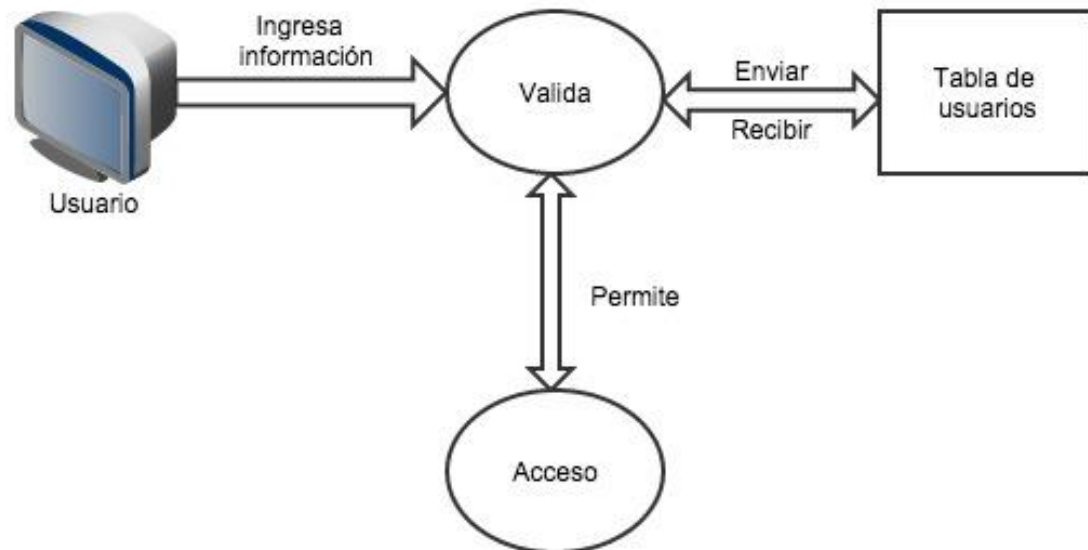 Ingresa
información
Usuario
Valida
Enviar
Recibir
Tabla de
usuarios
Permite
Acceso